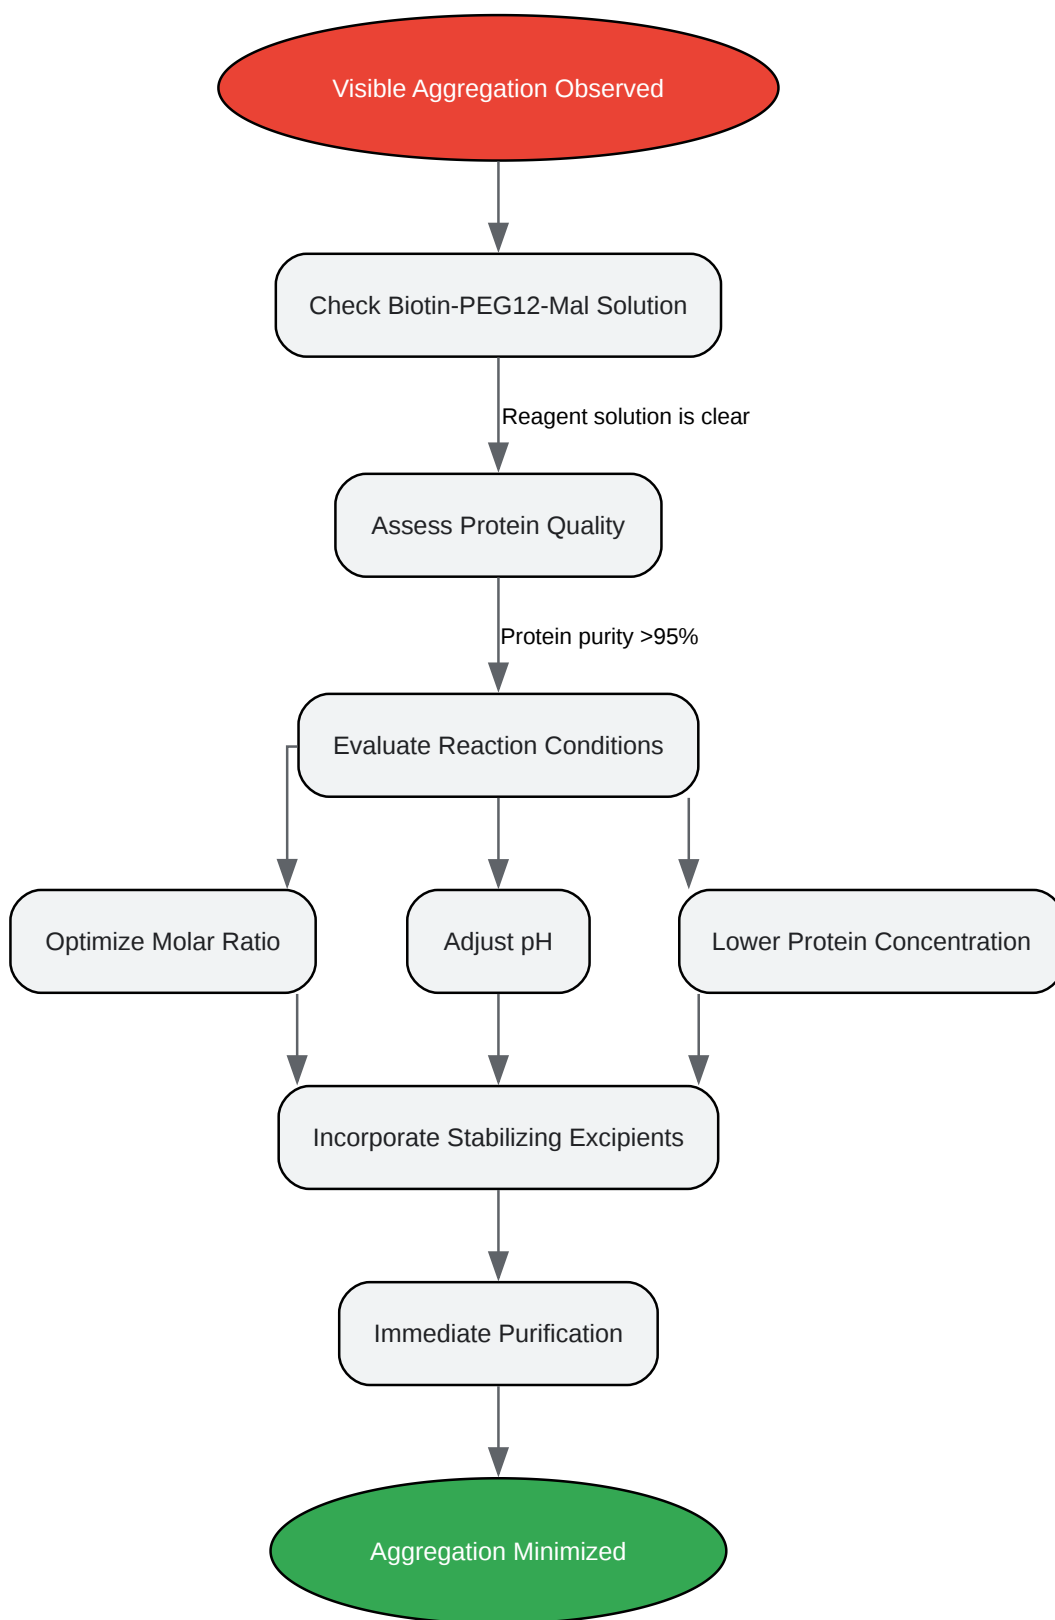 Visible Aggregation Observed
Check Biotin-PEG12-Mal Solution
Reagent solution is clear
Assess Protein Quality
Protein purity >95%
Evaluate Reaction Conditions
Optimize Molar Ratio
Adjust pH
Lower Protein Concentration
Incorporate Stabilizing Excipients
Immediate Purification
Aggregation Minimized